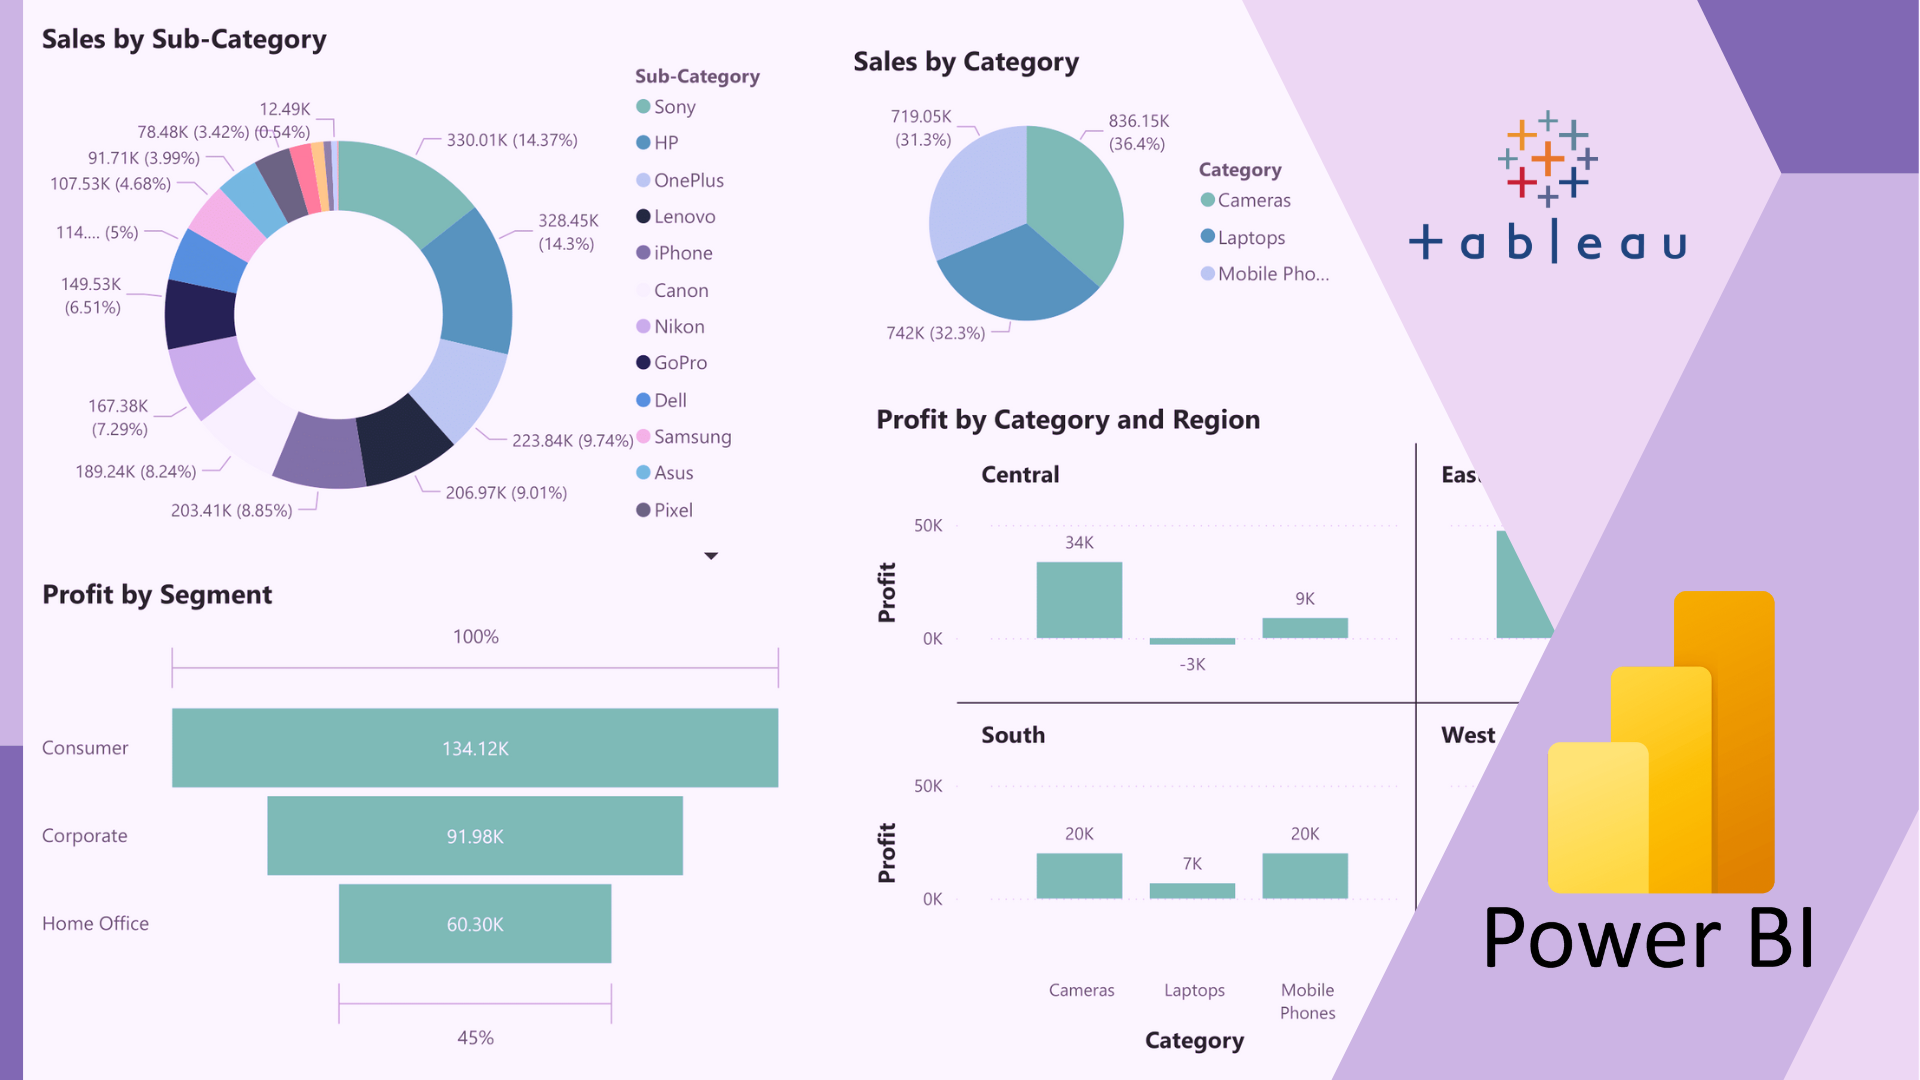 Sales by Sub-Category
12.49K
78.48K (3.42%) (0.54%)
91.71K (3.99%)
107.53K (4.68%)
114.... (5%)
149.53K
(6.51%)
167.38K
(7.29%)
189.24K (8.24%)
203.41K (8.85%)
330.01K (14.37%)
328.45K
(14.3%)
223.84K (9.74%)
206.97K (9.01%)
Sub-Category
Sony
HP
OnePlus
Lenovo
iPhone
Canon
Nikon
GoPro
Dell
Samsung
Asus
Pixel
Sales by Category
719.05K
(31.3%)
836.15K
(36.4%)
742K (32.3%)
Category
Cameras
Laptops
Mobile Pho...
+ableau
Profit by Segment
100%
Consumer
134.12K
Corporate
91.98K
Home Office
60.30K
45%
Profit by Category and Region
Central
Eas
50K
34K
9K
Profit
0K
-3K
South
West
50K
20K
7K
20K
Profit
0K
Cameras
Laptops
Mobile
Phones
Category
Power BI